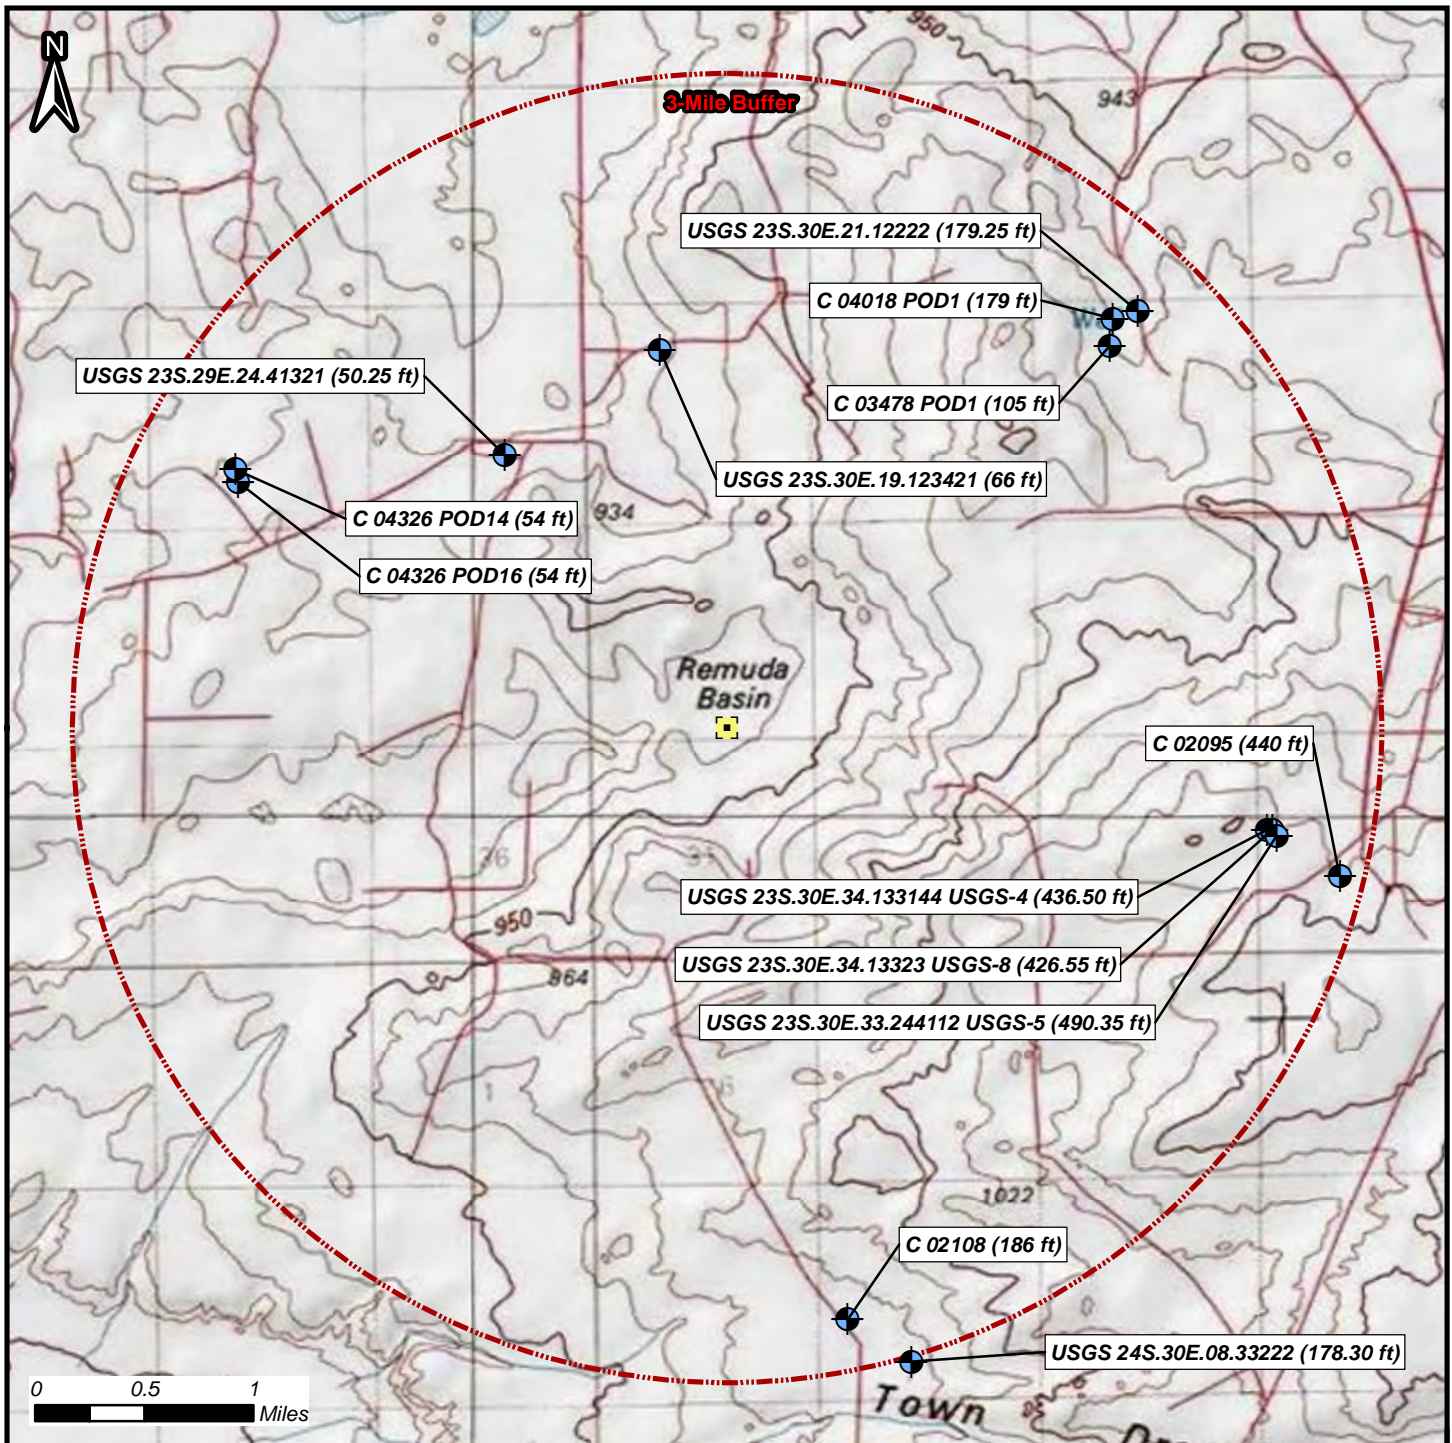 N
950
3-Mile Buffer
943
USGS 23S.30E.21.12222 (179.25 ft)
C 04018 POD1 (179 ft)
USGS 23S.29E.24.41321 (50.25 ft)
C 03478 POD1 (105 ft)
USGS 23S.30E.19.123421 (66 ft)
C 04326 POD14 (54 ft)
934
C 04326 POD16 (54 ft)
Remuda
Basin
C 02095 (440 ft)
36
31
USGS 23S.30E.34.133144 USGS-4 (436.50 ft)
950
USGS 23S.30E.34.13323 USGS-8 (426.55 ft)
964
USGS 23S.30E.33.244112 USGS-5 (490.35 ft)
1
6
1022
C 02108 (186 ft)
USGS 24S.30E.08.33222 (178.30 ft)
0 0.5 1
Miles
Town